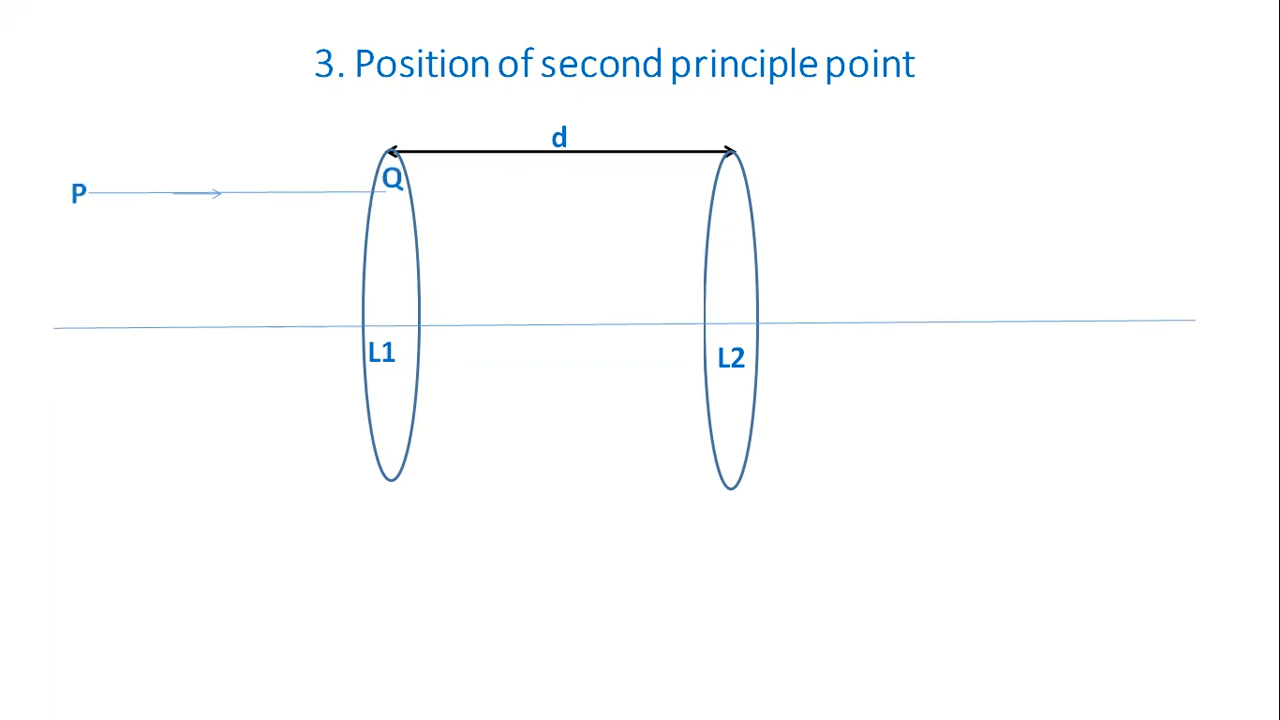 3. Position of second principle point
d
Q
P
L1
L2